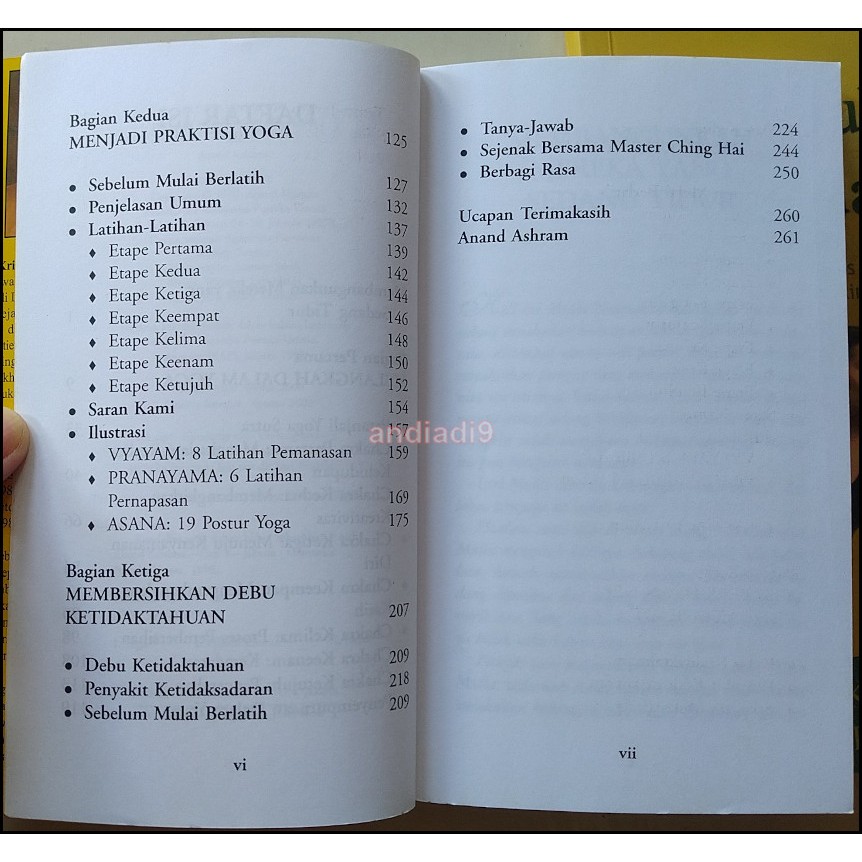 Bagian Kedua
MENJADI PRAKTISI YOGA 125
• Sebelum Mulai Berlatih 127
• Penjelasan Umum 132
• Latihan-Latihan 137
♦ Etape Pertama 139
♦ Etape Kedua 142
♦ Etape Ketiga 144
♦ Etape Keempat 146
♦ Etape Kelima 148
♦ Etape Keenam 150
♦ Etape Ketujuh 152
• Saran Kami 154
• Ilustrasi 157
♦ VYAYAM: 8 Latihan Pemanasan 159
♦ PRANAYAMA: 6 Latihan
Pernapasan 169
♦ ASANA: 19 Postur Yoga 175
Bagian Ketiga
MEMBERSIHKAN DEBU
KETIDAKTAHUAN 207
• Debu Ketidaktahuan 209
• Penyakit Ketidaksadaran 218
• Sebelum Mulai Berlatih 209
vi
• Tanya-Jawab 224
• Sejenak Bersama Master Ching Hai 244
• Berbagi Rasa 250
Ucapan Terimakasih 260
Anand Ashram 261
vii
andiadi9